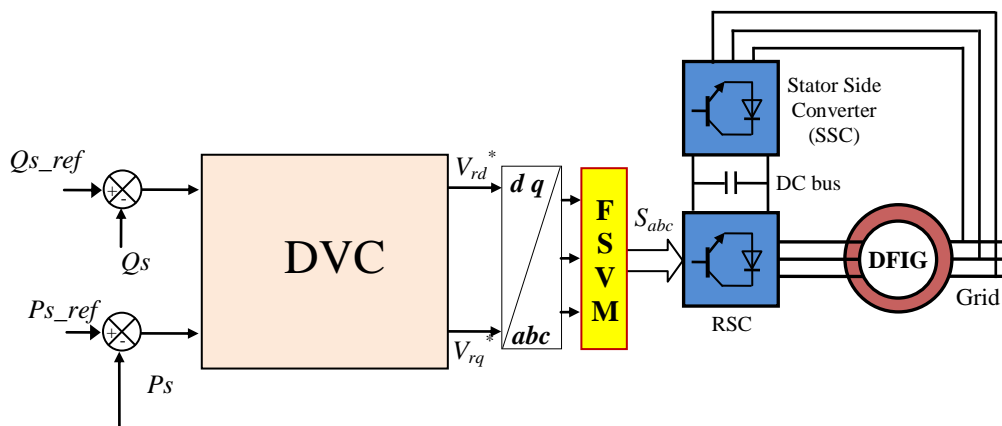 Qs_ref
+
-
Qs
Ps_ref
+
-
Ps
DVC
Vrd*
Vrq*
d q
abc
F
S
V
M
Sabc
Stator Side
Converter
(SSC)
DC bus
RSC
DFIG
Grid